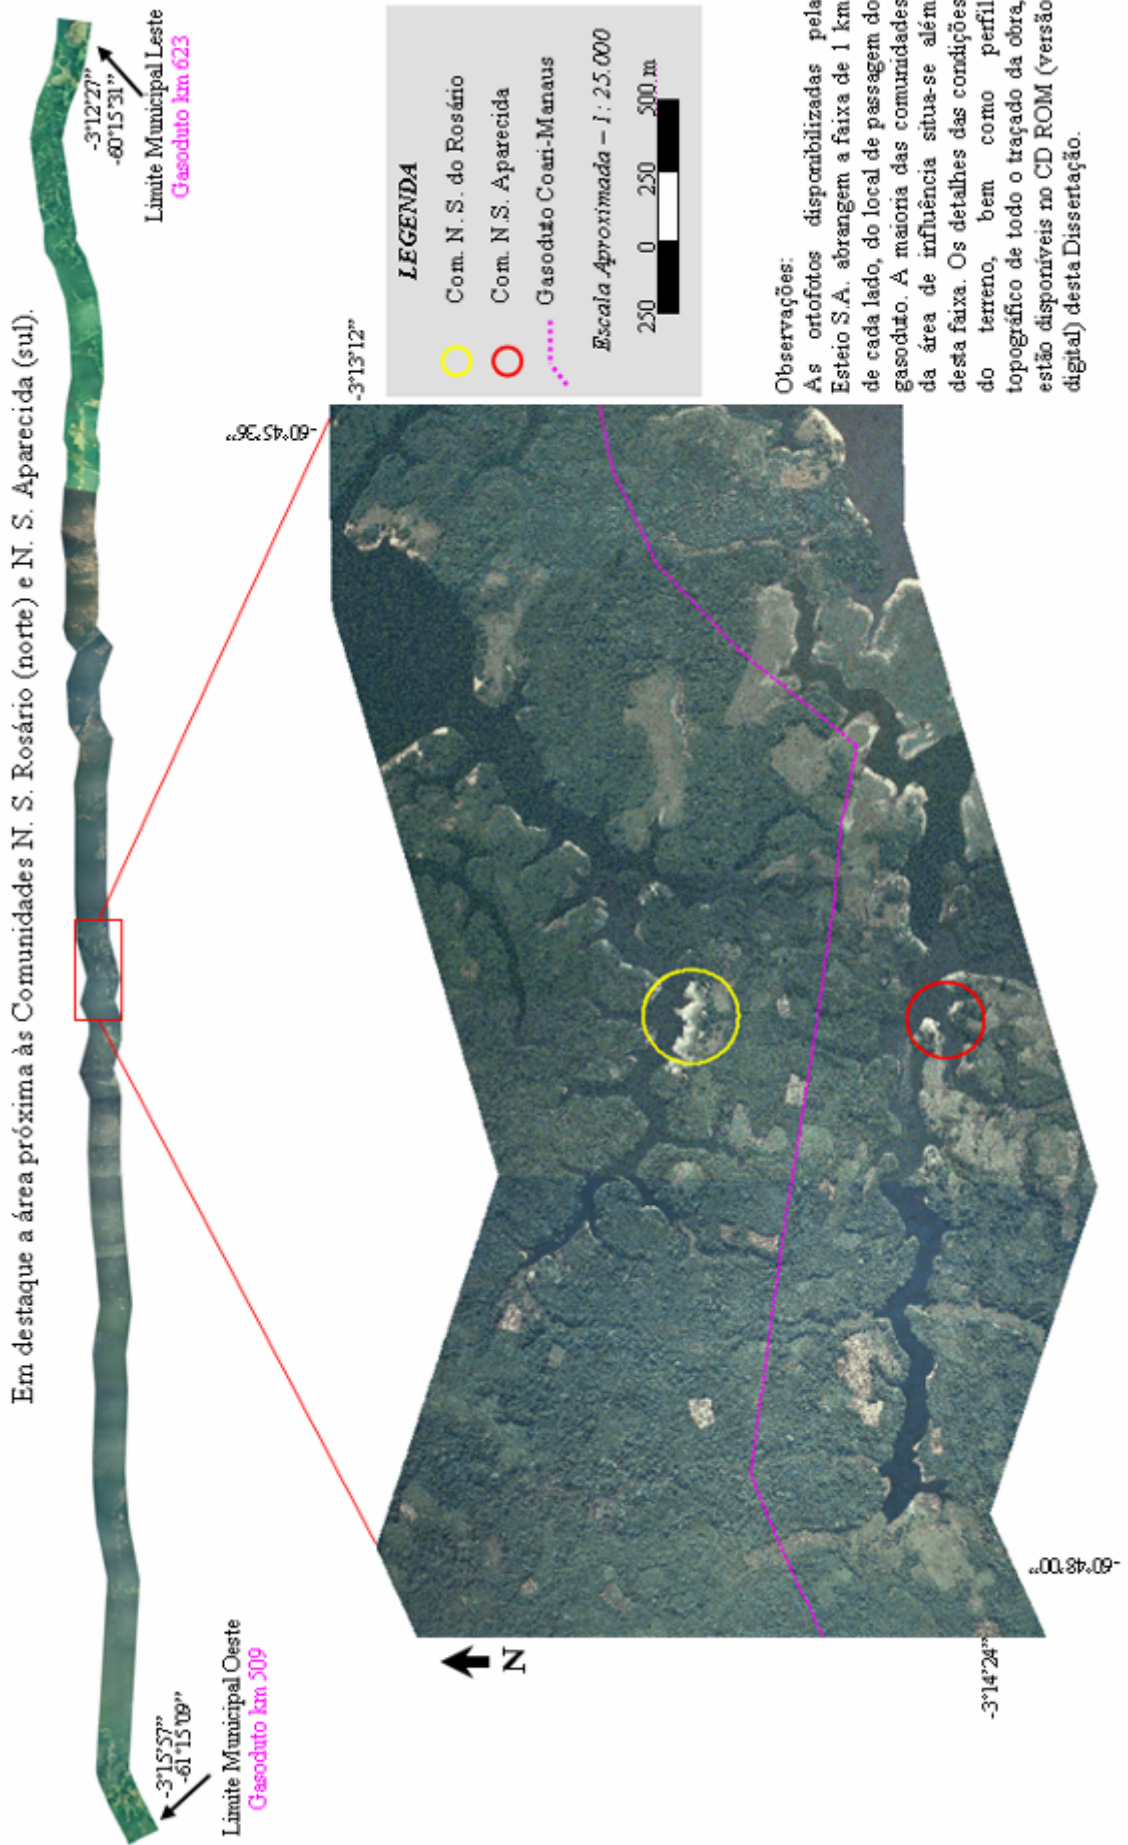 Em destaque a área próxima às Comunidades N. S. Rosário (norte) e N. S. Aparecida (sul).
-3°15'57"
-61°15'09"
Limite Municipal Oeste
Gasoduto km 509
-3°12'27"
-60°15'31"
Limite Municipal Leste
Gasoduto km 623
-60°45'36"
-3°13'12"
N
-3°14'24"
-60°48'00"
LEGENDA
Com. N. S. do Rosário
Com. N.S. Aparecida
Gasoduto Coari-Manaus
Escala Aproximada – 1 : 25.000
250 0 250 500 m
Observações:
As ortofotos disponibilizadas pela
Esteio S.A. abrangem a faixa de 1 km
de cada lado, do local de passagem do
gasoduto. A maioria das comunidades
da área de influência situa-se além
desta faixa. Os detalhes das condições
do terreno, bem como perfil
topográfico de todo o traçado da obra,
estão disponíveis no CD ROM (versão
digital) desta Dissertação.